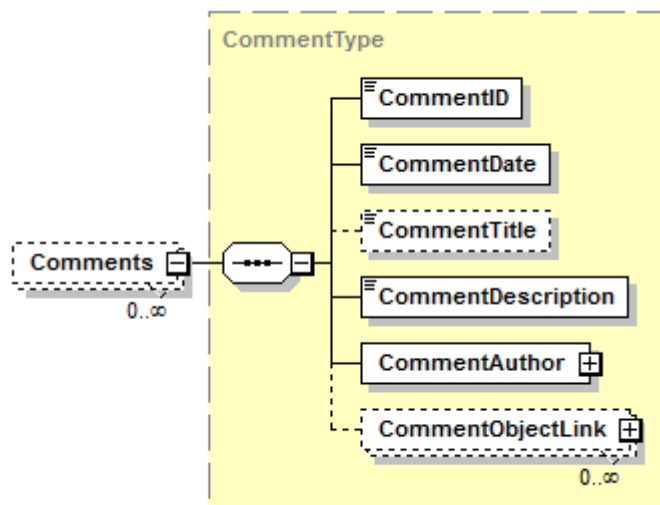 CommentType
CommentID
CommentDate
CommentTitle
Comments
0..∞
CommentDescription
CommentAuthor
CommentObjectLink
0..∞